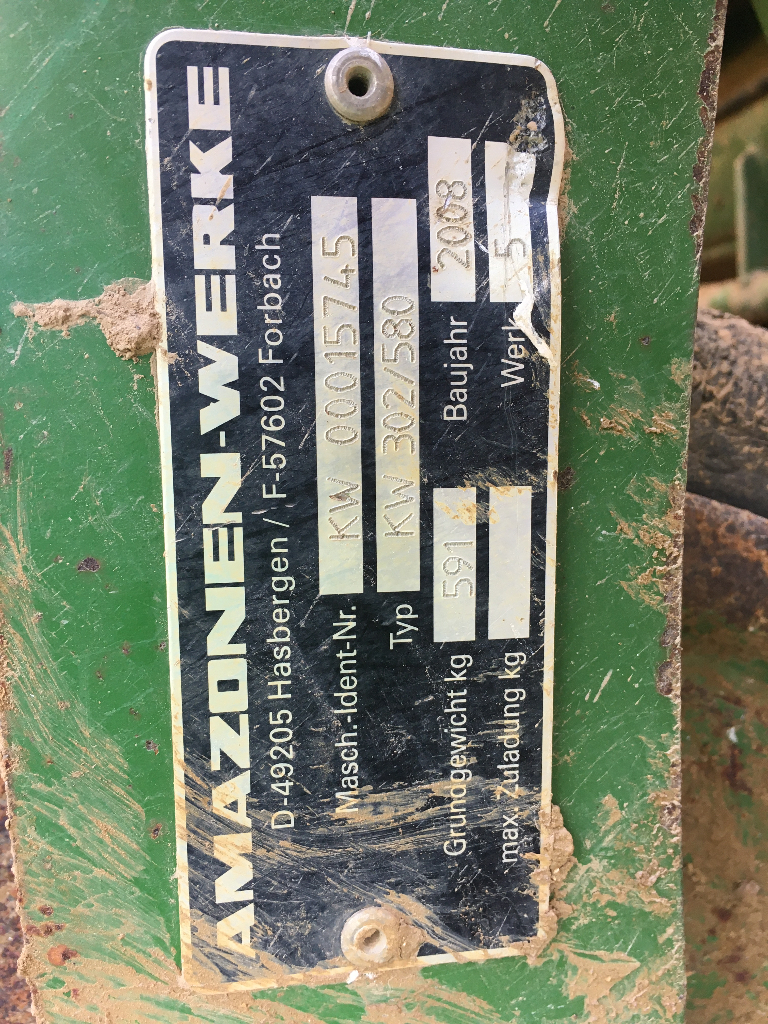 AMAZONEN-WERKE
D-49205 Hasbergen / F-57602 Forbach
Masch.-Ident-Nr. KW 00015745
Typ KW 302/580
Grundgewicht kg 591 Baujahr 2008
max. Zuladung kg Werk 5